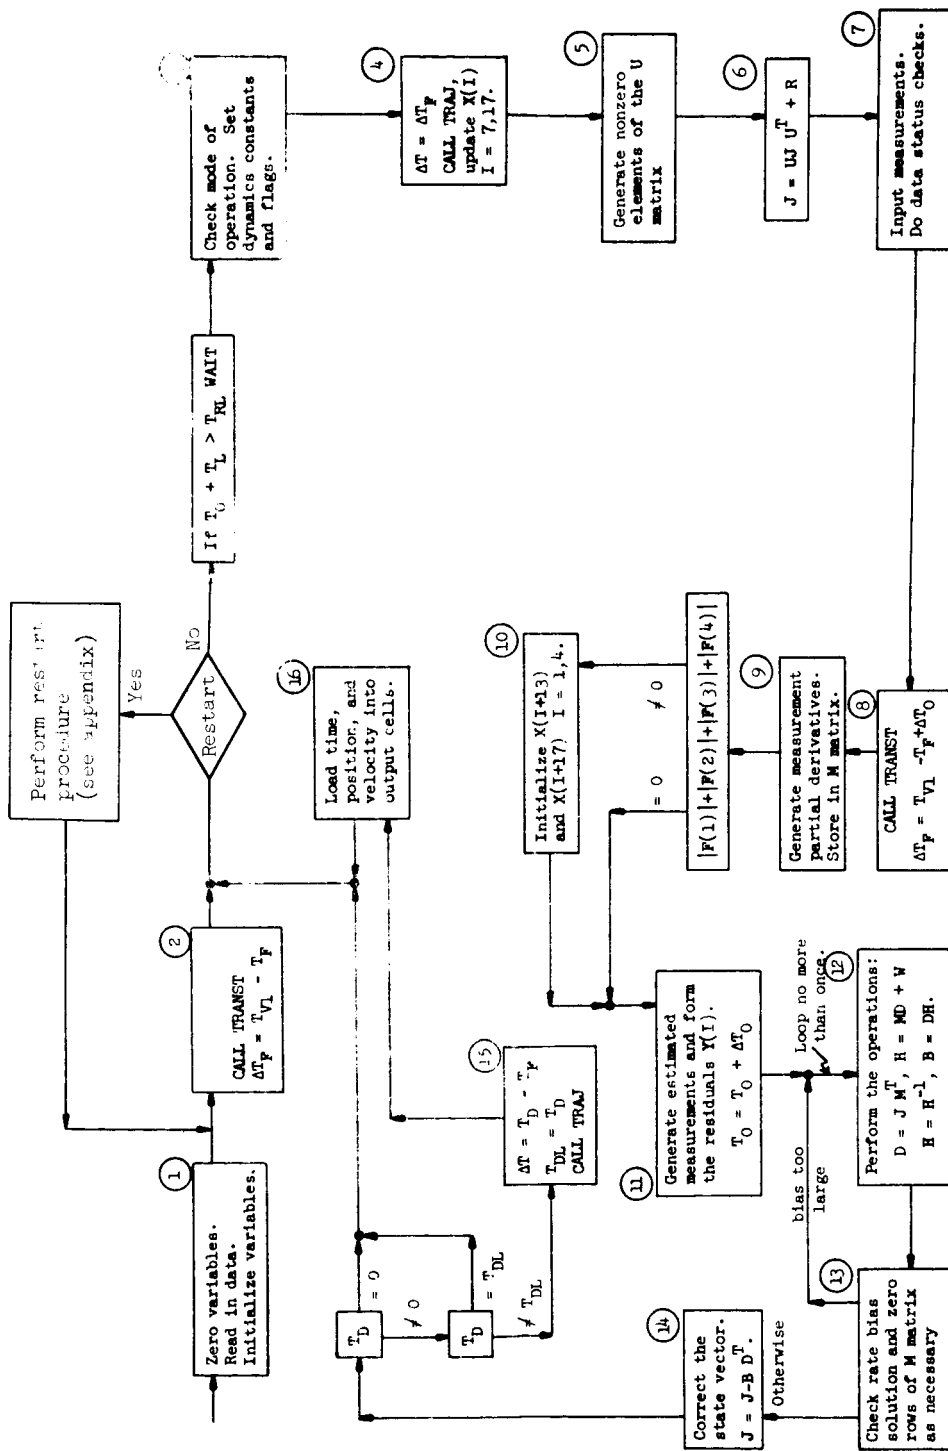 1
Zero variables.
Read in data.
Initialize variables.
2
CALL TRANST
ΔT_F = T_V1 - T_F
Perform
procedure
(see appendix)
Yes
Restart
No
If T_0 + T_L > T_RL WAIT
Check mode of
operation. Set
dynamics constants
and flags.
4
ΔT = ΔT_F
CALL TRAJ,
update X(I)
I = 7,17.
5
Generate nonzero
elements of the U
matrix
6
J = UJ U^T + R
7
Input measurements.
Do data status checks.
8
CALL TRANST
ΔT_F = T_V1 -T_F+ΔT_0
9
Generate measurement
partial derivatives.
Store in M matrix.
|F(1)|+|F(2)|+|F(3)|+|F(4)|
= 0
≠ 0
10
Initialize X(I+13)
and X(I+17) I = 1,4.
11
Generate estimated
measurements and form
the residuals Y(I).
T_0 = T_0 + ΔT_0
Loop no more
than once.
12
Perform the operations:
D = J M^T, H = MD + W
H = H^-1, B = DH.
bias too
large
13
Check rate bias
solution and zero
rows of M matrix
as necessary
Otherwise
14
Correct the
state vector.
J = J-B D^T.
T_D
= 0
≠ 0
T_D
= T_DL
≠ T_DL
15
ΔT = T_D - T_F
T_DL = T_D
CALL TRAJ
16
Load time,
position, and
velocity into
output cells.